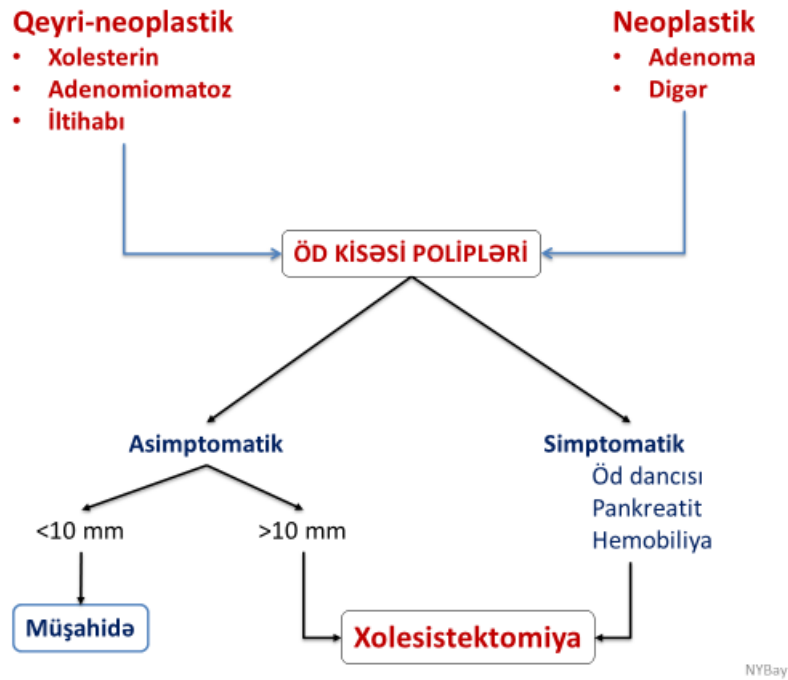 Qeyri-neoplastik
• Xolesterin
• Adenomiomatoz
• İltihabı
Neoplastik
• Adenoma
• Digər
ÖD KİSƏSİ POLİPLƏRİ
Asimptomatik
<10 mm
>10 mm
Müşahidə
Simptomatik
Öd dancısı
Pankreatit
Hemobiliya
Xolesistektomiya
NYBay